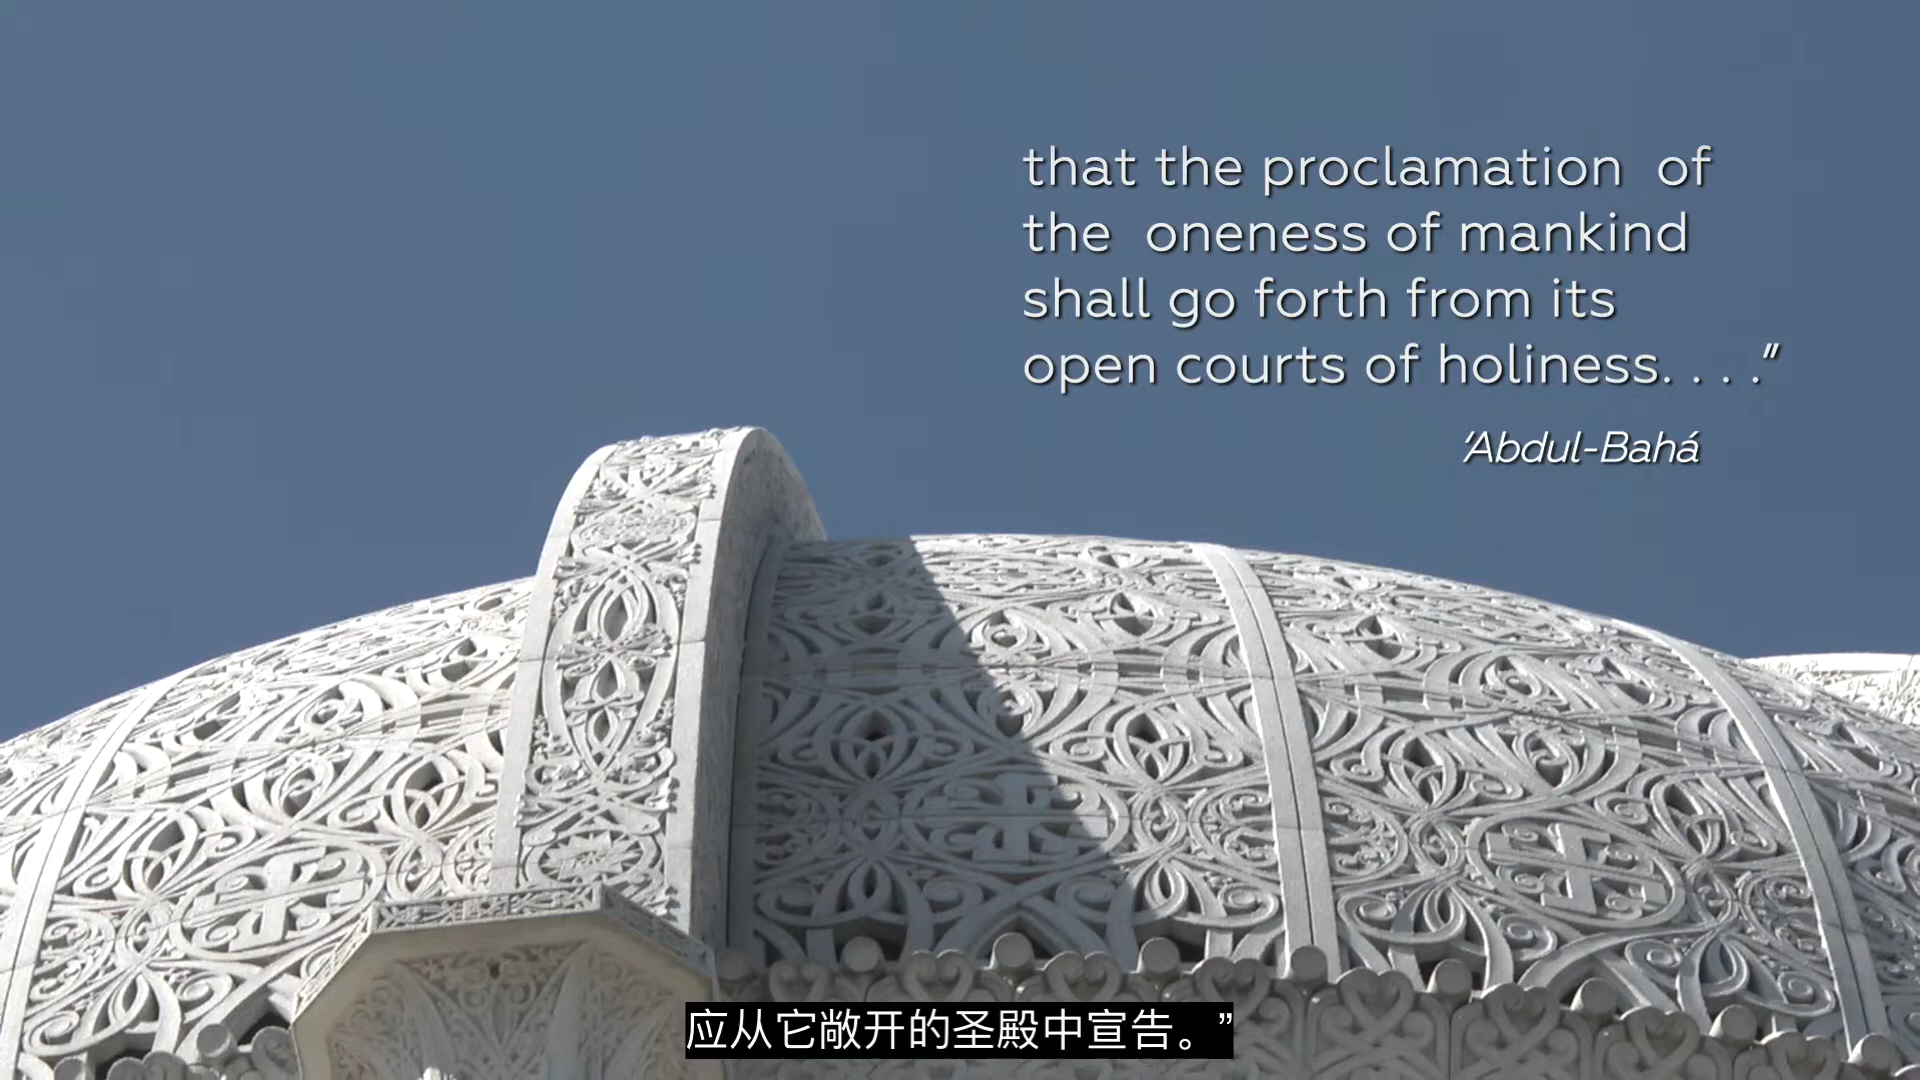 that the proclamation of
the oneness of mankind
shall go forth from its
open courts of holiness. . . .”
‘Abdul-Bahá
应从它敞开的圣殿中宣告。”